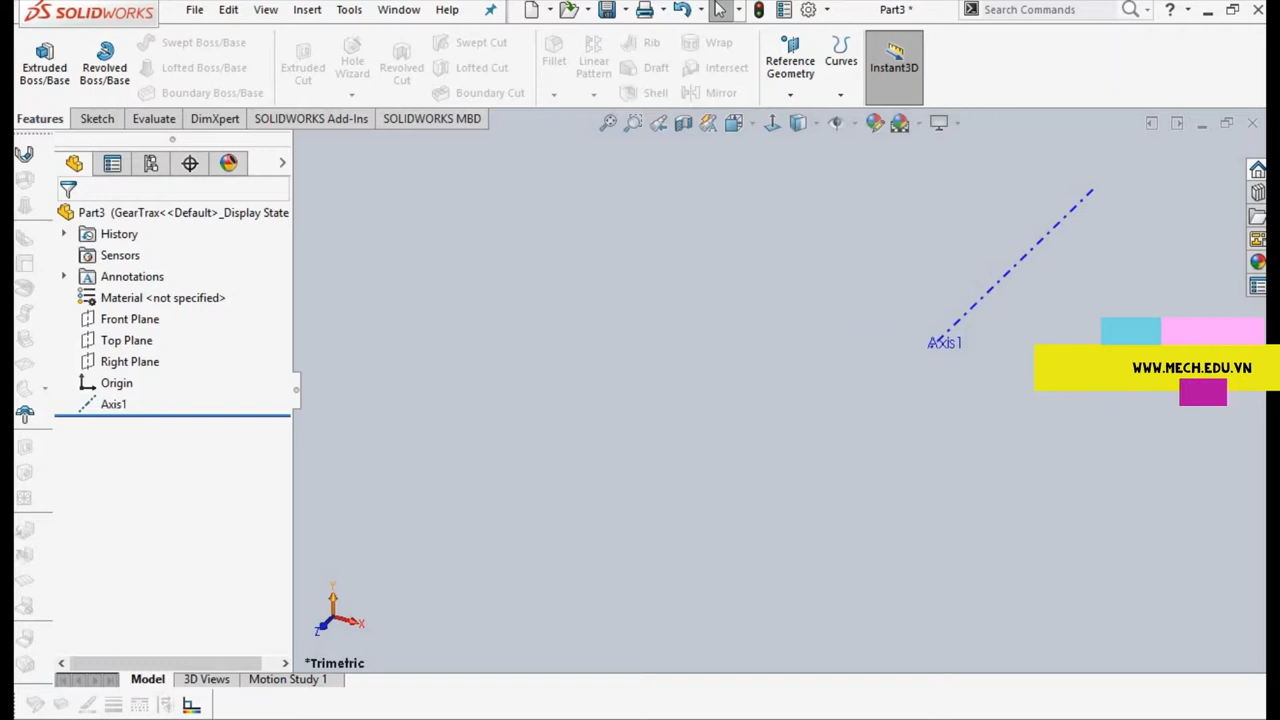 SOLIDWORKS
File Edit View Insert Tools Window Help
Part3 *
Search Commands
Extruded Boss/Base
Revolved Boss/Base
Swept Boss/Base
Lofted Boss/Base
Boundary Boss/Base
Extruded Cut
Hole Wizard
Revolved Cut
Swept Cut
Lofted Cut
Boundary Cut
Fillet
Linear Pattern
Rib
Draft
Shell
Wrap
Intersect
Mirror
Reference Geometry
Curves
Instant3D
Features Sketch Evaluate DimXpert SOLIDWORKS Add-Ins SOLIDWORKS MBD
Part3 (GearTrax<<Default>_Display State
History
Sensors
Annotations
Material <not specified>
Front Plane
Top Plane
Right Plane
Origin
Axis1
Axis1
WWW.MECH.EDU.VN
Y
X
Z
*Trimetric
Model 3D Views Motion Study 1